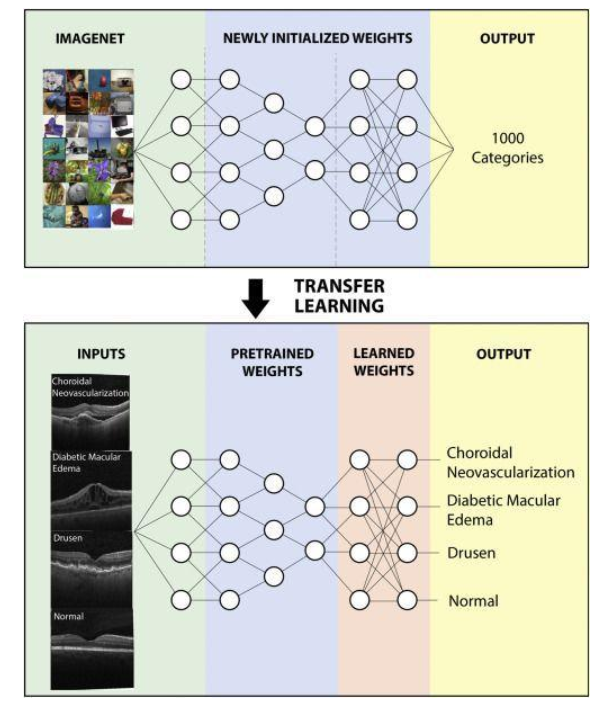 IMAGENET
NEWLY INITIALIZED WEIGHTS
OUTPUT
1000
Categories
TRANSFER
LEARNING
INPUTS
PRETRAINED
WEIGHTS
LEARNED
WEIGHTS
OUTPUT
Choroidal
Neovascularization
Diabetic Macular
Edema
Drusen
Normal
Choroidal
Neovascularization
Diabetic Macular
Edema
Drusen
Normal